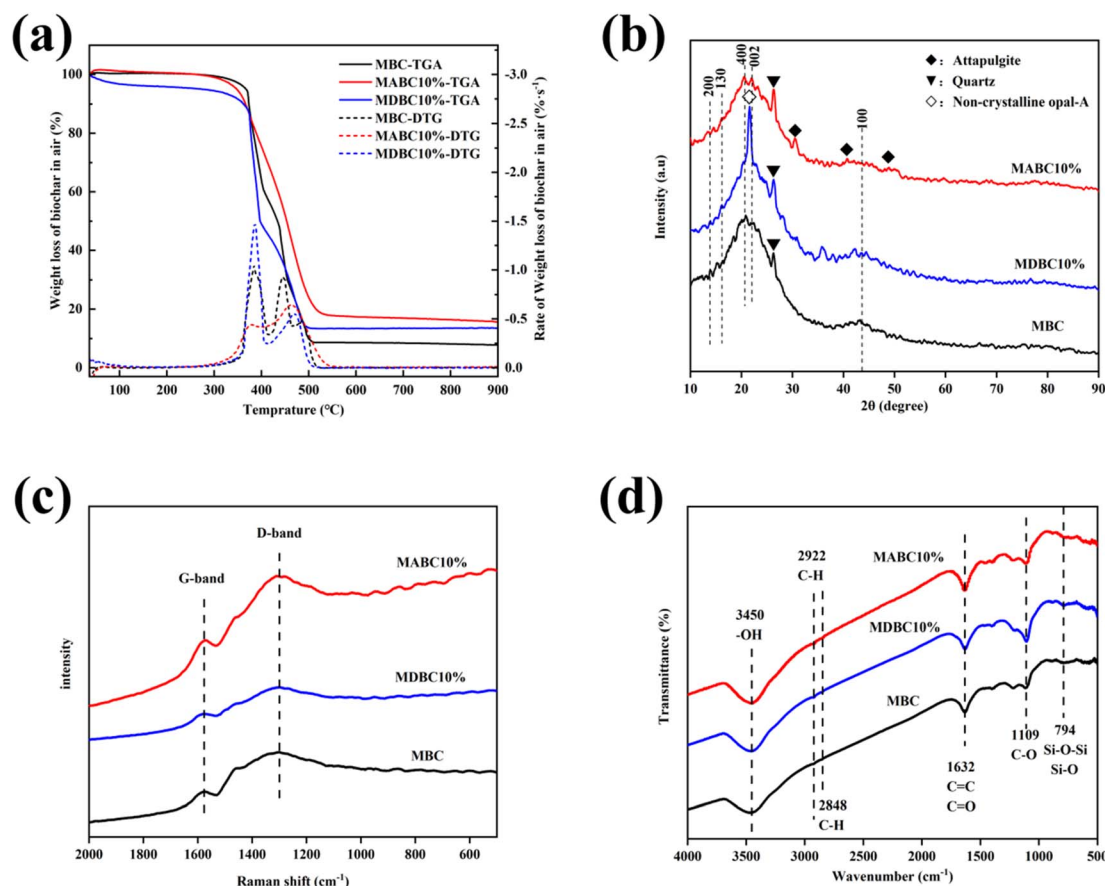 (a)
Weight loss of biochar in air (%)
100
80
60
40
20
0
MBC-TGA
MABC10%-TGA
MDBC10%-TGA
MBC-DTG
MABC10%-DTG
MDBC10%-DTG
-3.0
-2.5
-2.0
-1.5
-1.0
-0.5
0.0
Rate of Weight loss of biochar in air (%·s⁻¹)
100 200 300 400 500 600 700 800 900
Temprature (°C)
(b)
Intensity (a.u)
200
130
400
002
100
◆: Attapulgite
▼: Quartz
◇: Non-crystalline opal-A
MABC10%
MDBC10%
MBC
10 20 30 40 50 60 70 80 90
2θ (degree)
(c)
intensity
G-band
D-band
MABC10%
MDBC10%
MBC
2000 1800 1600 1400 1200 1000 800 600
Raman shift (cm⁻¹)
(d)
Transmittance (%)
3450
-OH
2922
C-H
MABC10%
MDBC10%
MBC
2848
C-H
1632
C=C
C=O
1109
C-O
794
Si-O-Si
Si-O
4000 3500 3000 2500 2000 1500 1000 500
Wavenumber (cm⁻¹)